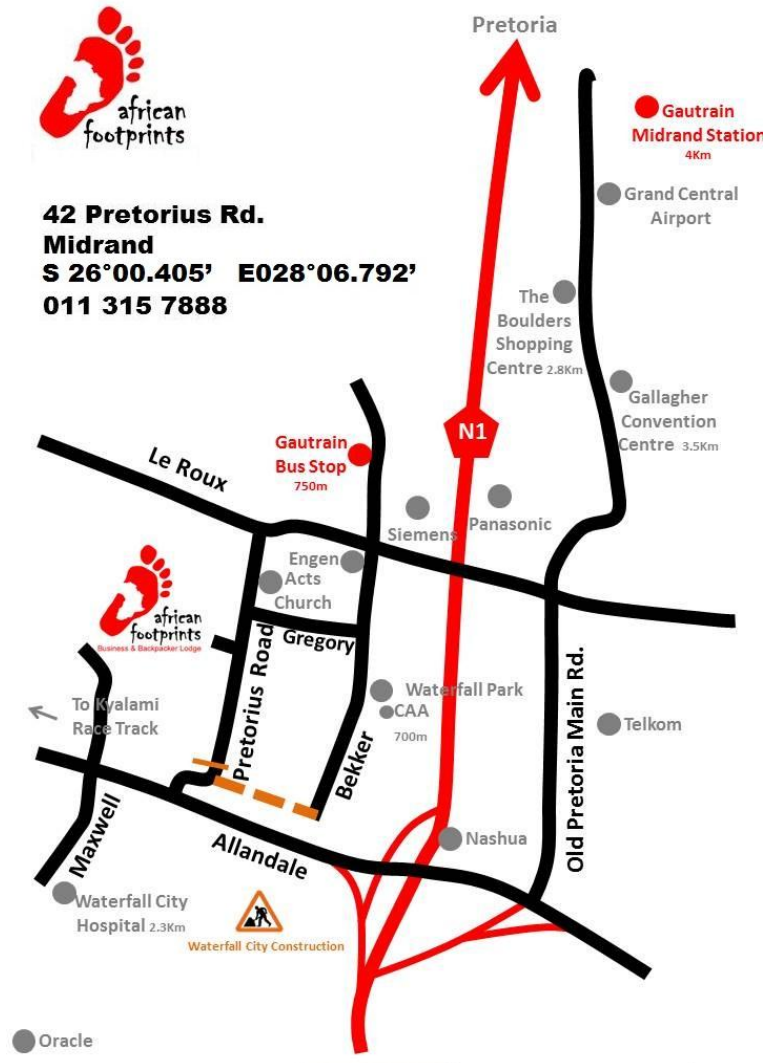 Pretoria
african
footprints
Gautrain
Midrand Station
4Km
Grand Central
Airport
42 Pretorius Rd.
Midrand
S 26°00.405’ E028°06.792’
011 315 7888
The
Boulders
Shopping
Centre 2.8Km
Gallagher
Convention
Centre 3.5Km
N1
Gautrain
Bus Stop
750m
Le Roux
Siemens
Panasonic
Engen
Acts
Church
african
footprints
Business & Backpacker Lodge
Gregory
Pretorius Road
Old Pretoria Main Rd.
Waterfall Park
CAA
700m
To Kyalami
Race Track
Telkom
Bekker
Maxwell
Allandale
Nashua
Waterfall City
Hospital 2.3Km
Waterfall City Construction
Oracle